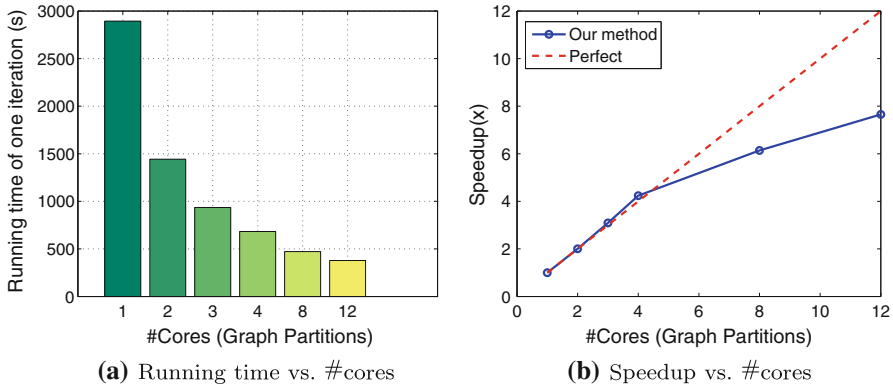 Running time of one iteration (s)
3000
2500
2000
1500
1000
500
0
1 2 3 4 8 12
#Cores (Graph Partitions)
(a) Running time vs. #cores
Speedup(x)
12
10
8
6
4
2
0
Our method
Perfect
0 2 4 6 8 10 12
#Cores (Graph Partitions)
(b) Speedup vs. #cores